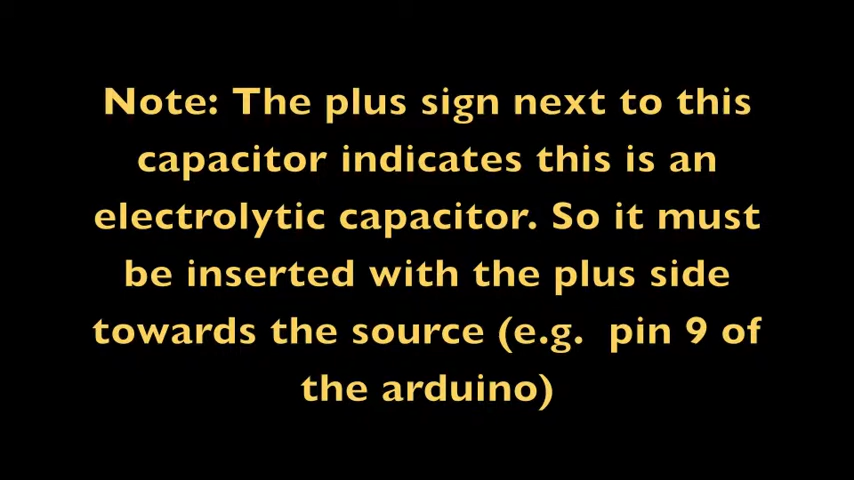 Note: The plus sign next to this
capacitor indicates this is an
electrolytic capacitor. So it must
be inserted with the plus side
towards the source (e.g.  pin 9 of
the arduino)